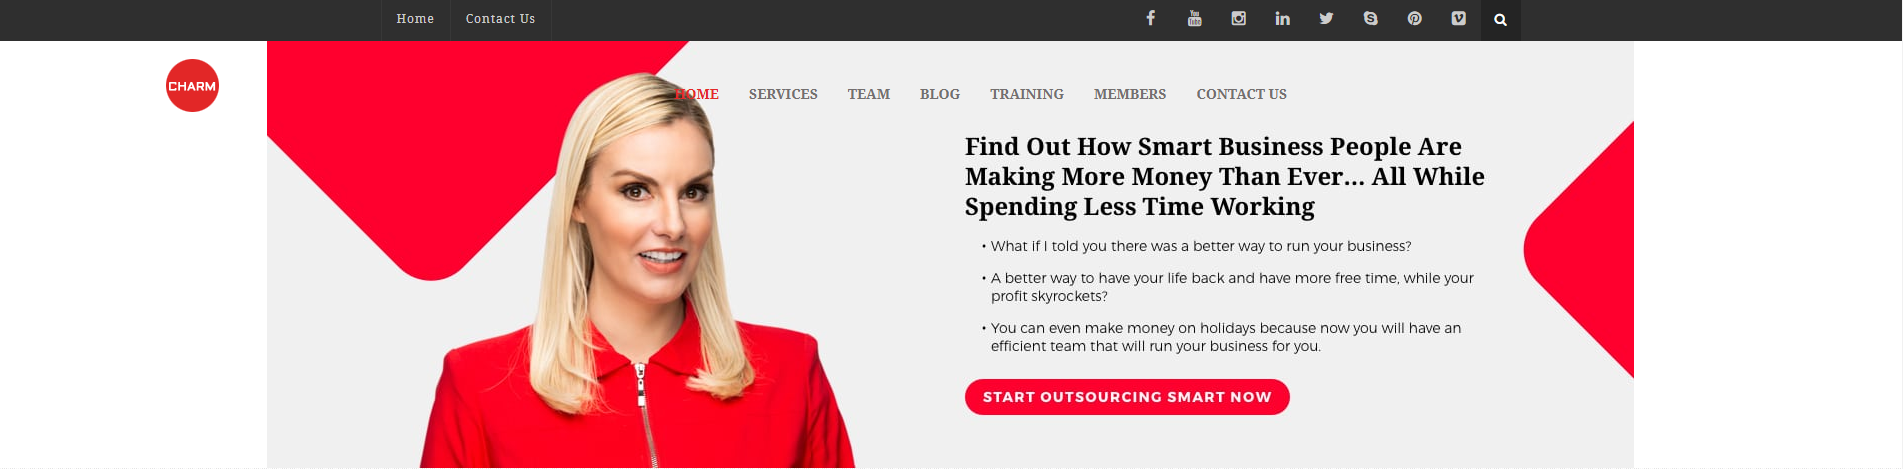 Home
Contact Us
CHARM
HOME
SERVICES
TEAM
BLOG
TRAINING
MEMBERS
CONTACT US
Find Out How Smart Business People Are
Making More Money Than Ever... All While
Spending Less Time Working
• What if I told you there was a better way to run your business?
• A better way to have your life back and have more free time, while your
profit skyrockets?
• You can even make money on holidays because now you will have an
efficient team that will run your business for you.
START OUTSOURCING SMART NOW